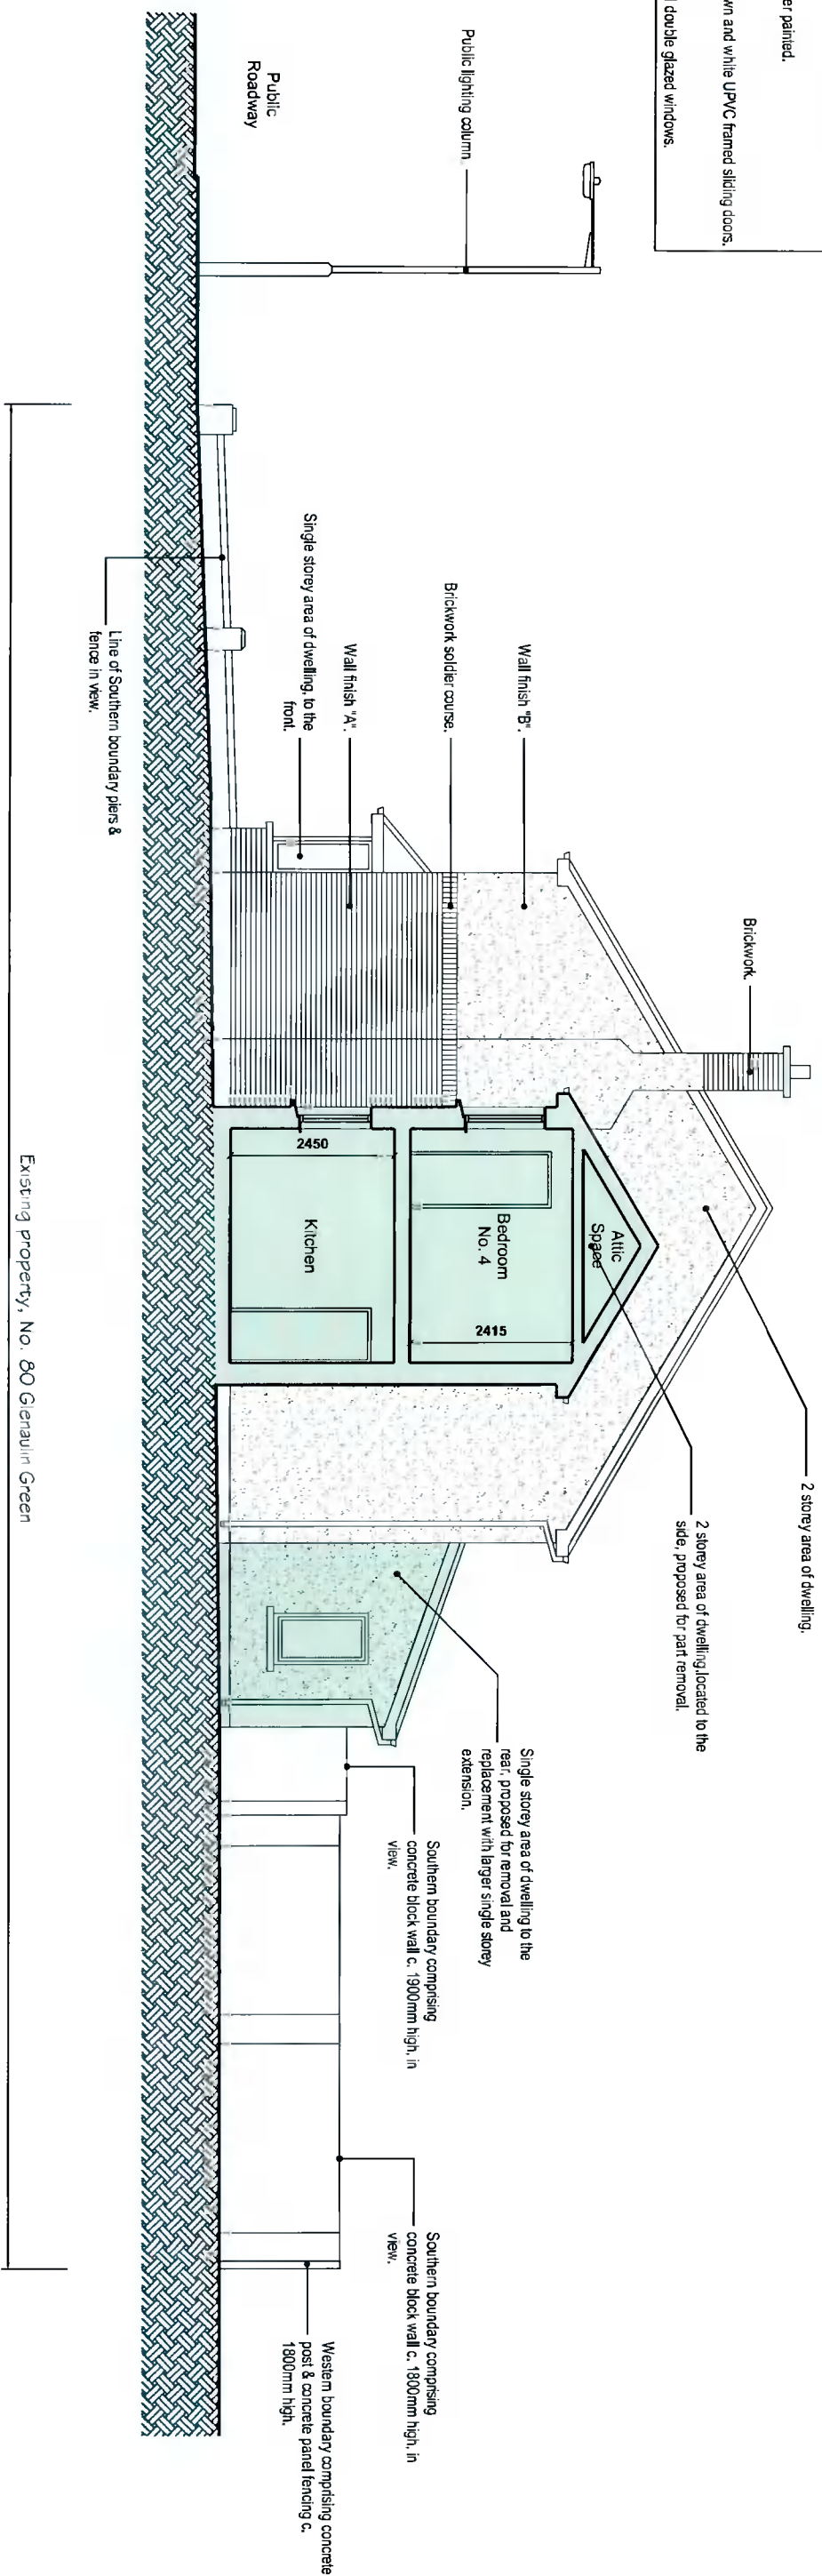 er painted.
wn and white UPVC framed sliding doors.
d double glazed windows.
Public lighting column.
Public
Roadway
Brickwork.
2 storey area of dwelling.
2 storey area of dwelling, located to the
side, proposed for part removal.
Wall finish "B".
Brickwork soldier course.
Wall finish "A".
Single storey area of dwelling, to the
front.
Attic
Space
Bedroom
No. 4
2415
2450
Kitchen
Single storey area of dwelling to the
rear, proposed for removal and
replacement with larger single storey
extension.
Southern boundary comprising
concrete block wall c. 1900mm high, in
view.
Southern boundary comprising
concrete block wall c. 1800mm high, in
view.
Western boundary comprising concrete
post & concrete panel fencing c.
1800mm high.
Line of Southern boundary piers &
fence in view.
Existing property, No. 80 Glenaulin Green